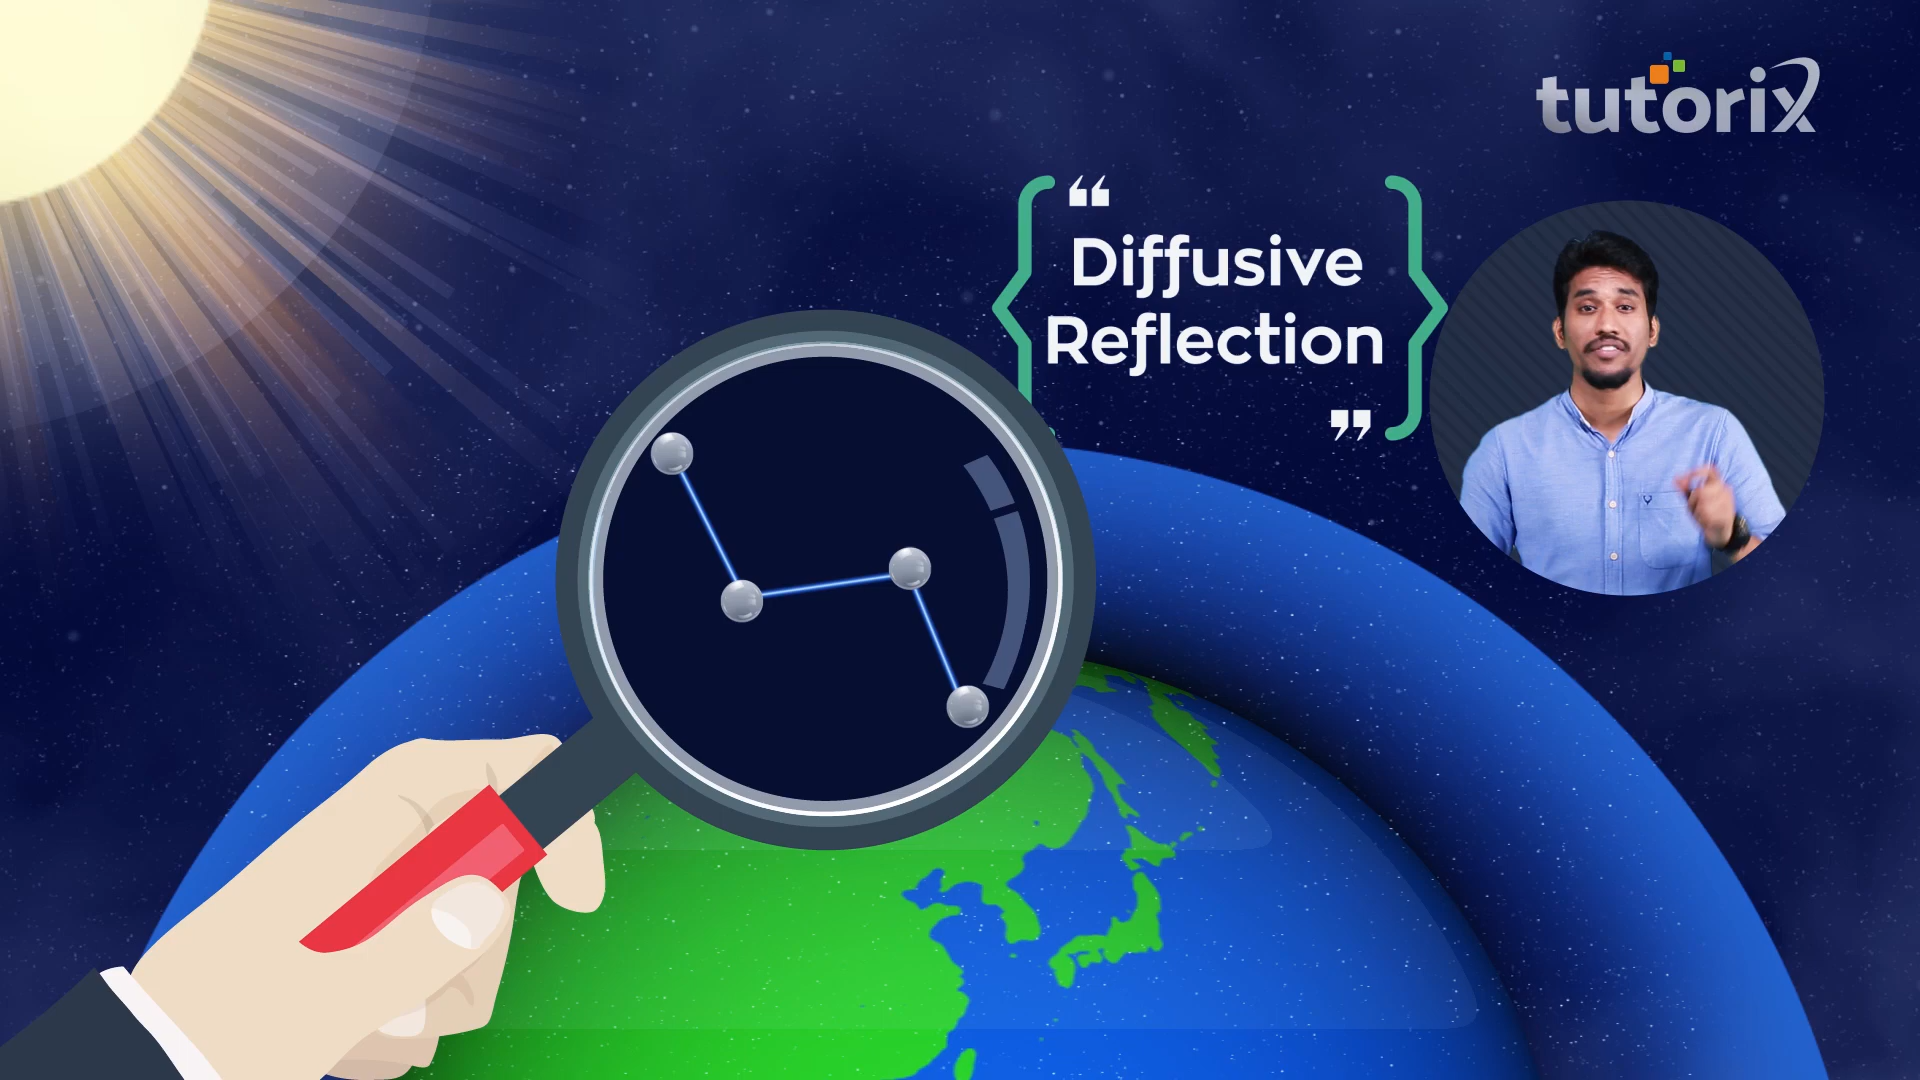 tutorix
“
Diffusive
Reflection
”